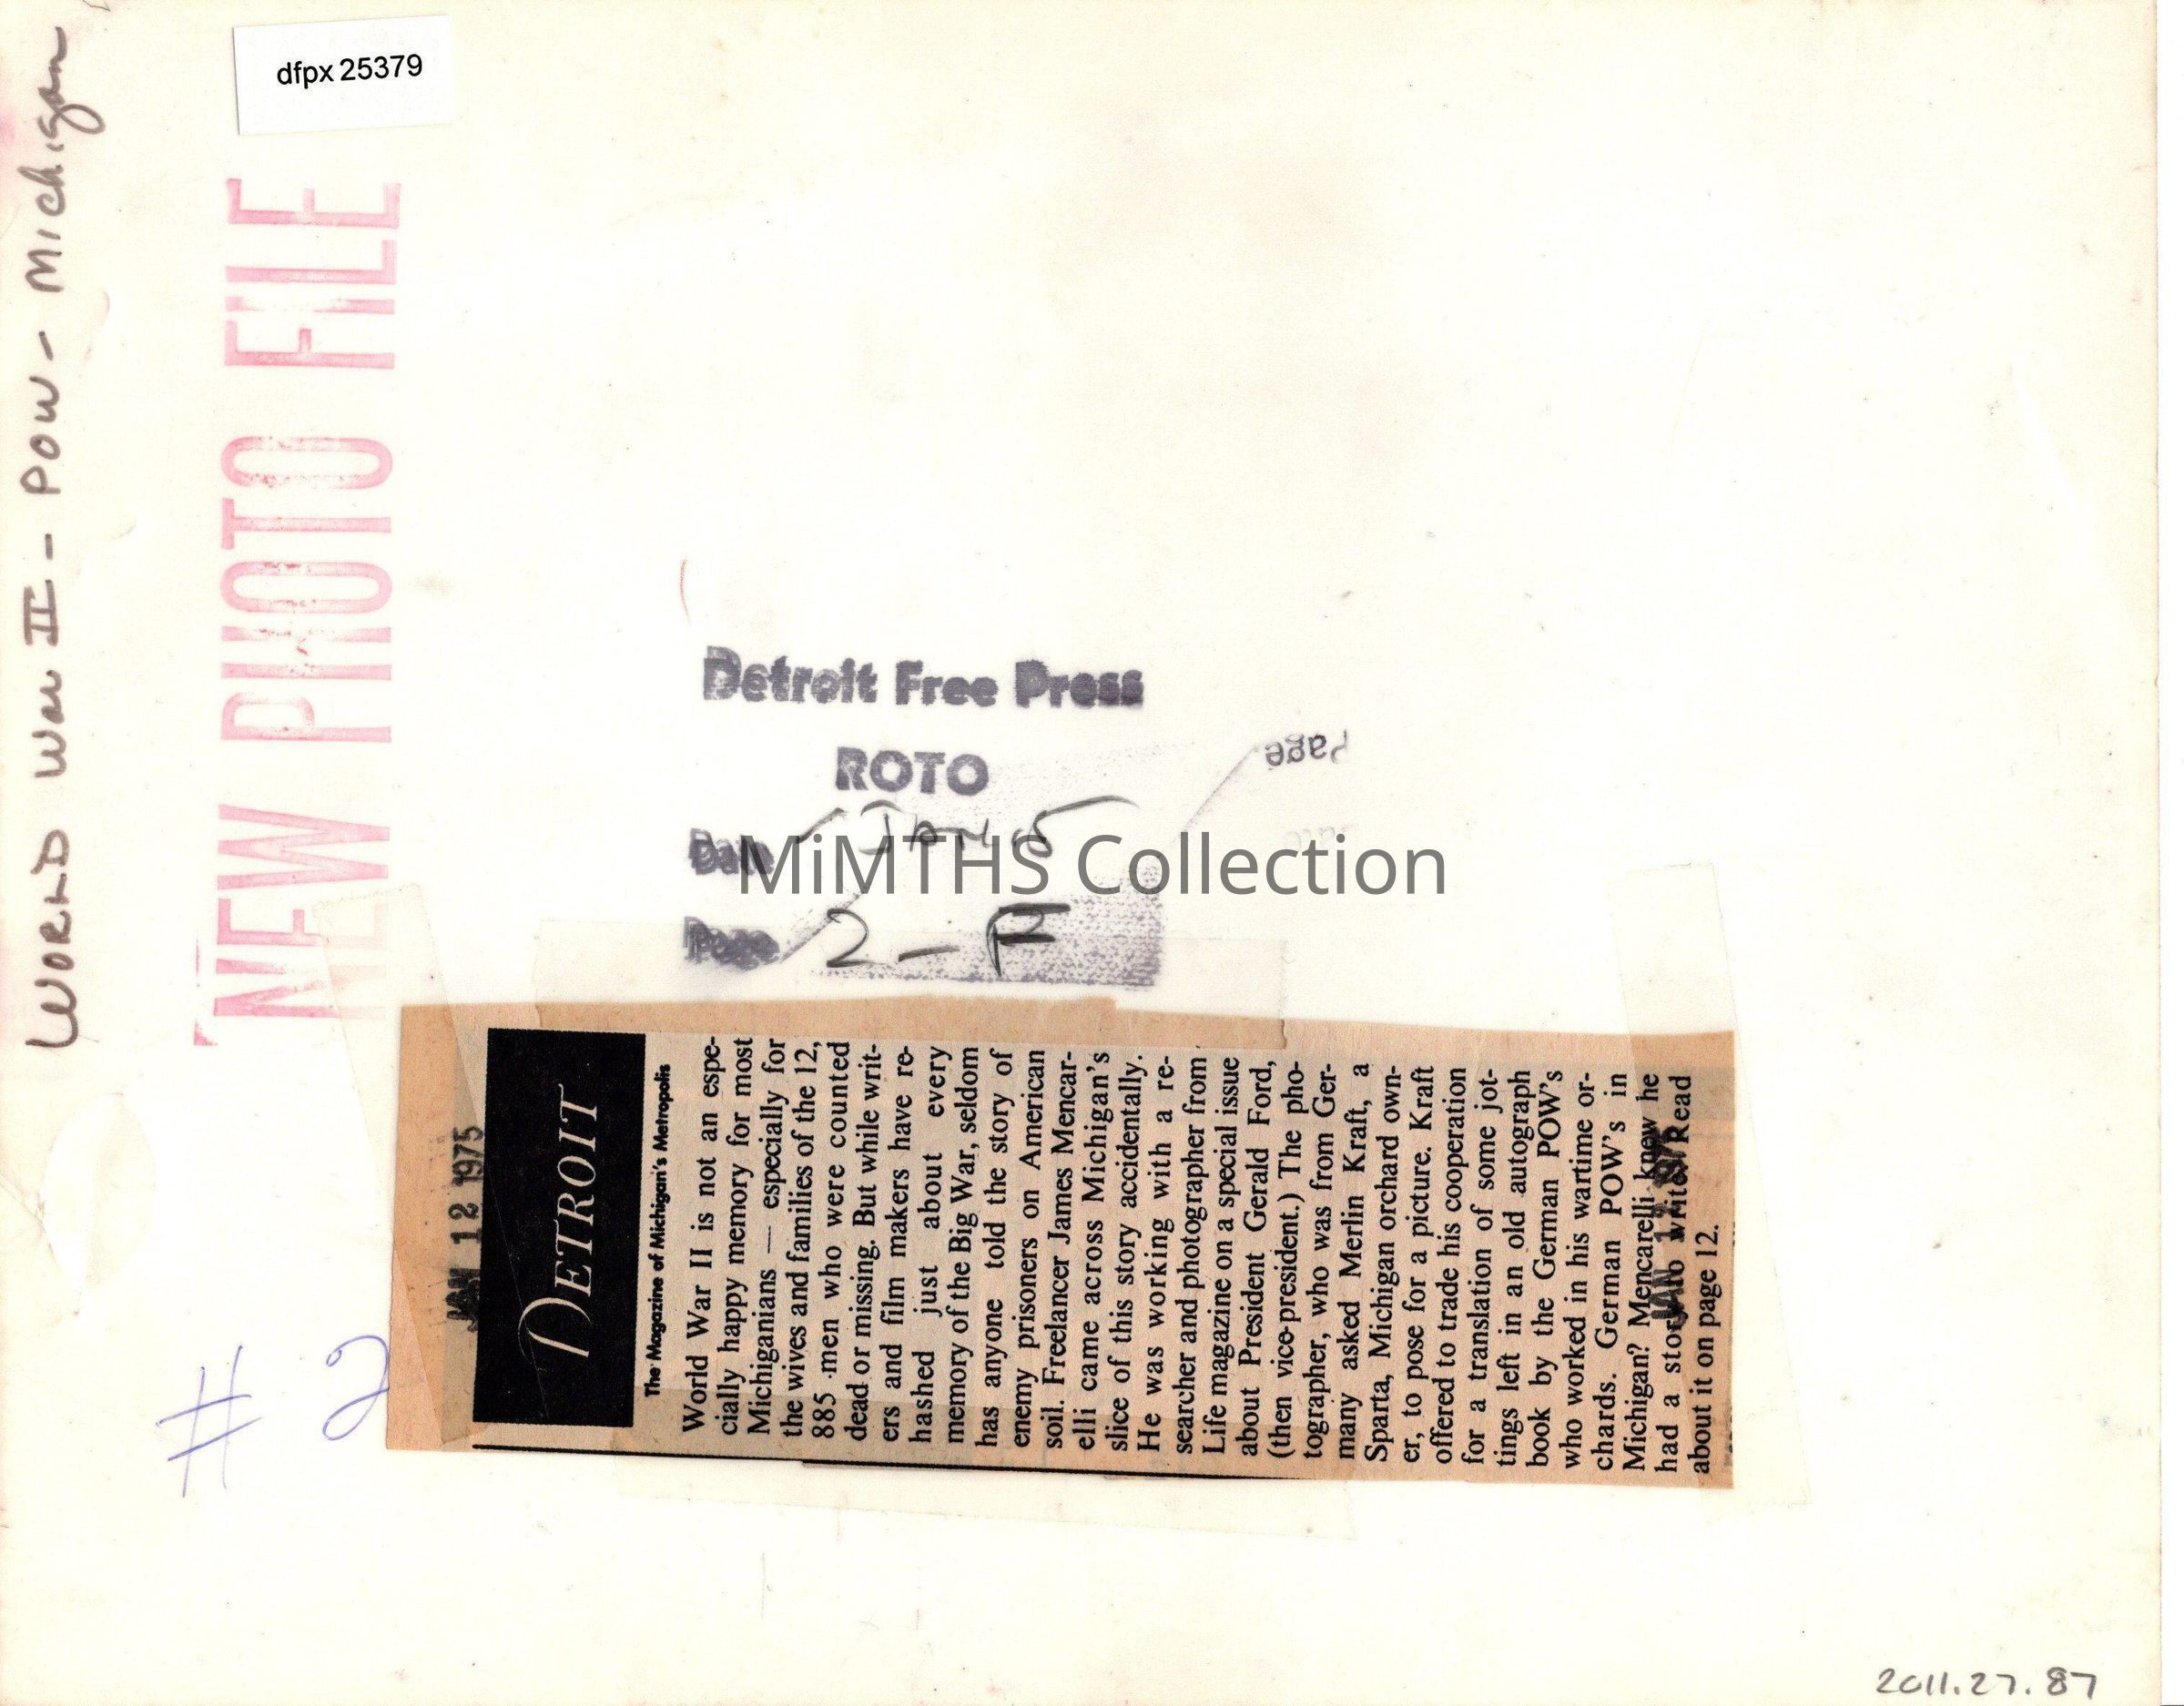 dfpx 25379
WORLD War II - POW - Michigan
NEW PHOTO FILE
Detroit Free Press
ROTO
Date
Page 2-F
Page
MiMTHS Collection
# 2
JAN 12 1975
DETROIT
The Magazine of Michigan's Metropolis
World War II is not an espe-
cially happy memory for most
Michiganians — especially for
the wives and families of the 12,
885 men who were counted
dead or missing. But while writ-
ers and film makers have re-
hashed just about every
memory of the Big War, seldom
has anyone told the story of
enemy prisoners on American
soil. Freelancer James Mencar-
elli came across Michigan's
slice of this story accidentally.
He was working with a re-
searcher and photographer from
Life magazine on a special issue
about President Gerald Ford,
(then vice-president.) The pho-
tographer, who was from Ger-
many asked Merlin Kraft, a
Sparta, Michigan orchard own-
er, to pose for a picture. Kraft
offered to trade his cooperation
for a translation of some jot-
tings left in an old autograph
book by the German POW's
who worked in his wartime or-
chards. German POW's in
Michigan? Mencarelli knew he
had a story to write. Read
about it on page 12.
2011.27.87